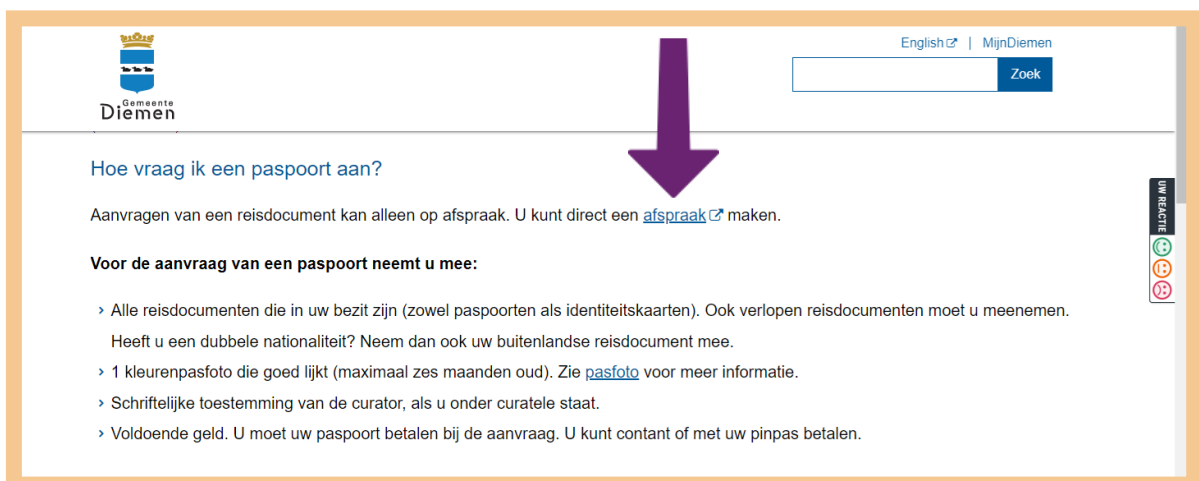 English | MijnDiemen
Zoek
Gemeente
Diemen
Hoe vraag ik een paspoort aan?
Aanvragen van een reisdocument kan alleen op afspraak. U kunt direct een afspraak maken.
Voor de aanvraag van een paspoort neemt u mee:
› Alle reisdocumenten die in uw bezit zijn (zowel paspoorten als identiteitskaarten). Ook verlopen reisdocumenten moet u meenemen.
Heeft u een dubbele nationaliteit? Neem dan ook uw buitenlandse reisdocument mee.
› 1 kleurenpasfoto die goed lijkt (maximaal zes maanden oud). Zie pasfoto voor meer informatie.
› Schriftelijke toestemming van de curator, als u onder curatele staat.
› Voldoende geld. U moet uw paspoort betalen bij de aanvraag. U kunt contant of met uw pinpas betalen.
UW REACTIE